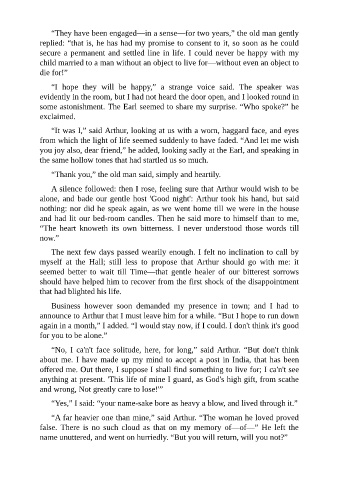 “They have been engaged—in a sense—for two years,” the old man gently
replied: “that is, he has had my promise to consent to it, so soon as he could
secure a permanent and settled line in life. I could never be happy with my
child married to a man without an object to live for—without even an object to
die for!”
“I hope they will be happy,” a strange voice said. The speaker was
evidently in the room, but I had not heard the door open, and I looked round in
some astonishment. The Earl seemed to share my surprise. “Who spoke?” he
exclaimed.
“It was I,” said Arthur, looking at us with a worn, haggard face, and eyes
from which the light of life seemed suddenly to have faded. “And let me wish
you joy also, dear friend,” he added, looking sadly at the Earl, and speaking in
the same hollow tones that had startled us so much.
“Thank you,” the old man said, simply and heartily.
A silence followed: then I rose, feeling sure that Arthur would wish to be
alone, and bade our gentle host 'Good night': Arthur took his hand, but said
nothing: nor did he speak again, as we went home till we were in the house
and had lit our bed-room candles. Then he said more to himself than to me,
“The heart knoweth its own bitterness. I never understood those words till
now.”
The next few days passed wearily enough. I felt no inclination to call by
myself at the Hall; still less to propose that Arthur should go with me: it
seemed better to wait till Time—that gentle healer of our bitterest sorrows
should have helped him to recover from the first shock of the disappointment
that had blighted his life.
Business however soon demanded my presence in town; and I had to
announce to Arthur that I must leave him for a while. “But I hope to run down
again in a month,” I added. “I would stay now, if I could. I don't think it's good
for you to be alone.”
“No, I ca'n't face solitude, here, for long,” said Arthur. “But don't think
about me. I have made up my mind to accept a post in India, that has been
offered me. Out there, I suppose I shall find something to live for; I ca'n't see
anything at present. 'This life of mine I guard, as God's high gift, from scathe
and wrong, Not greatly care to lose!'”
“Yes,” I said: “your name-sake bore as heavy a blow, and lived through it.”
“A far heavier one than mine,” said Arthur. “The woman he loved proved
false. There is no such cloud as that on my memory of—of—” He left the
name unuttered, and went on hurriedly. “But you will return, will you not?”